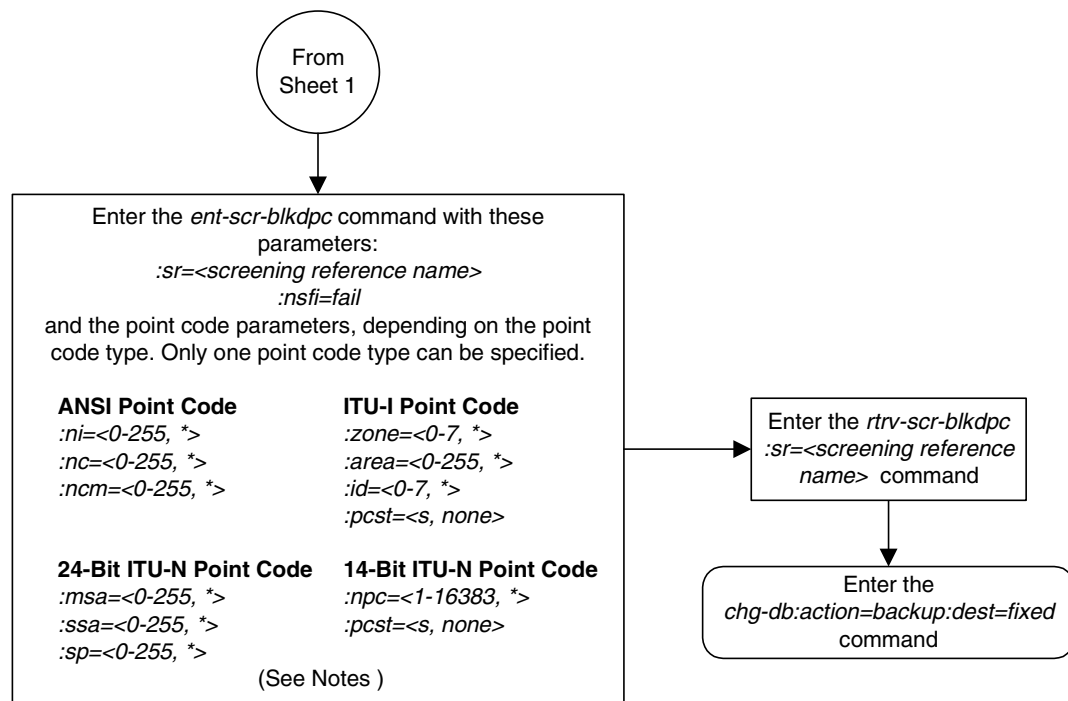 From
Sheet 1
Enter the ent-scr-blkdpc command with these
parameters:
:sr=<screening reference name>
:nsfi=fail
and the point code parameters, depending on the point
code type. Only one point code type can be specified.
ANSI Point Code
:ni=<0-255, *>
:nc=<0-255, *>
:ncm=<0-255, *>
ITU-I Point Code
:zone=<0-7, *>
:area=<0-255, *>
:id=<0-7, *>
:pcst=<s, none>
24-Bit ITU-N Point Code
:msa=<0-255, *>
:ssa=<0-255, *>
:sp=<0-255, *>
14-Bit ITU-N Point Code
:npc=<1-16383, *>
:pcst=<s, none>
(See Notes )
Enter the rtrv-scr-blkdpc
:sr=<screening reference
name> command
Enter the
chg-db:action=backup:dest=fixed
command